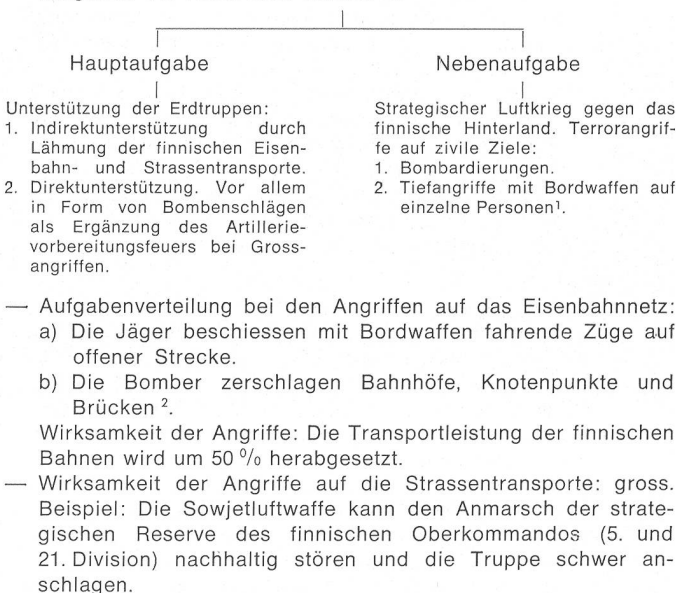 Hauptaufgabe
Unterstützung der Erdtruppen:
1. Indirektunterstützung durch
Lähmung der finnischen Eisen-
bahn- und Strassentransporte.
2. Direktunterstützung. Vor allem
in Form von Bombenschlägen
als Ergänzung des Artillerie-
vorbereitungsfeuers bei Gross-
angriffen.
Nebenaufgabe
Strategischer Luftkrieg gegen das
finnische Hinterland. Terrorangrif-
fe auf zivile Ziele:
1. Bombardierungen.
2. Tiefangriffe mit Bordwaffen auf
einzelne Personen¹.
— Aufgabenverteilung bei den Angriffen auf das Eisenbahnnetz:
a) Die Jäger beschiessen mit Bordwaffen fahrende Züge auf
offener Strecke.
b) Die Bomber zerschlagen Bahnhöfe, Knotenpunkte und
Brücken ².
Wirksamkeit der Angriffe: Die Transportleistung der finnischen
Bahnen wird um 50 % herabgesetzt.
— Wirksamkeit der Angriffe auf die Strassentransporte: gross.
Beispiel: Die Sowjetluftwaffe kann den Anmarsch der strate-
gischen Reserve des finnischen Oberkommandos (5. und
21. Division) nachhaltig stören und die Truppe schwer an-
schlagen.